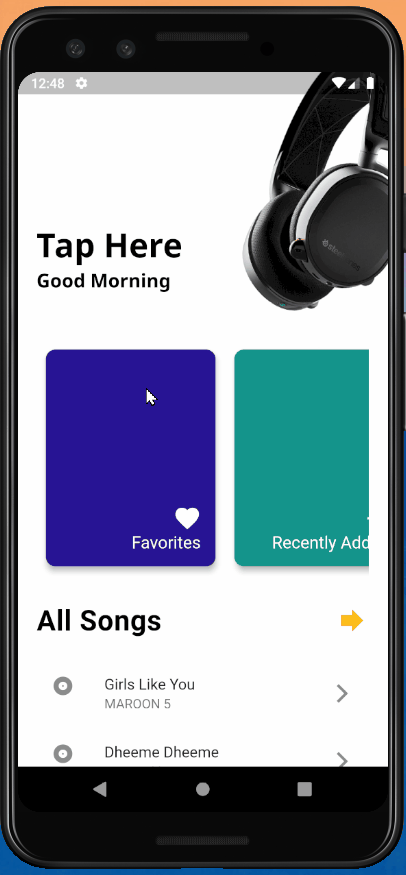 12:48
Tap Here
Good Morning
Favorites
Recently Add
All Songs
Girls Like You
MAROON 5
Dheeme Dheeme